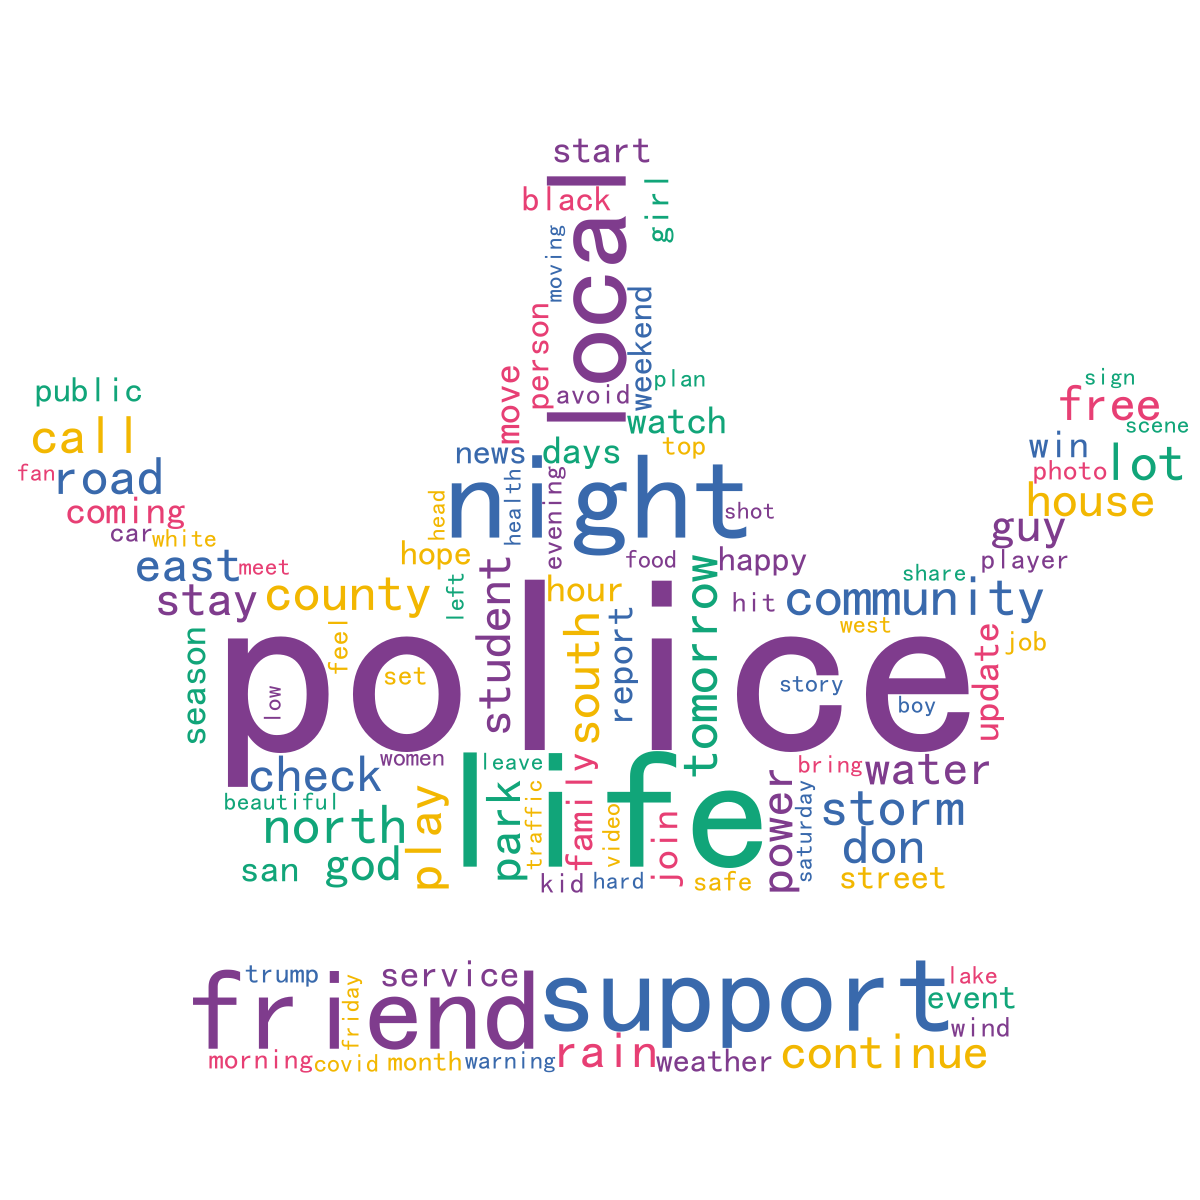 start
black
girl
local
moving
weekend
person
plan
avoid
move
watch
news
days
top
public
call
fan
road
coming
car
white
east
meet
stay
county
sign
free
scene
win
photo
lot
house
guy
player
share
community
night
health
evening
head
shot
hope
food
happy
left
student
hour
hit
tomorrow
south
report
west
job
update
season
feel
police
set
low
story
boy
women
check
leave
bring
water
beautiful
north
san
god
play
life
park
traffic
family
video
join
power
saturday
storm
don
street
kid
hard
safe
friend
trump
friday
service
support
lake
event
wind
morning
covid
month
warning
rain
weather
continue